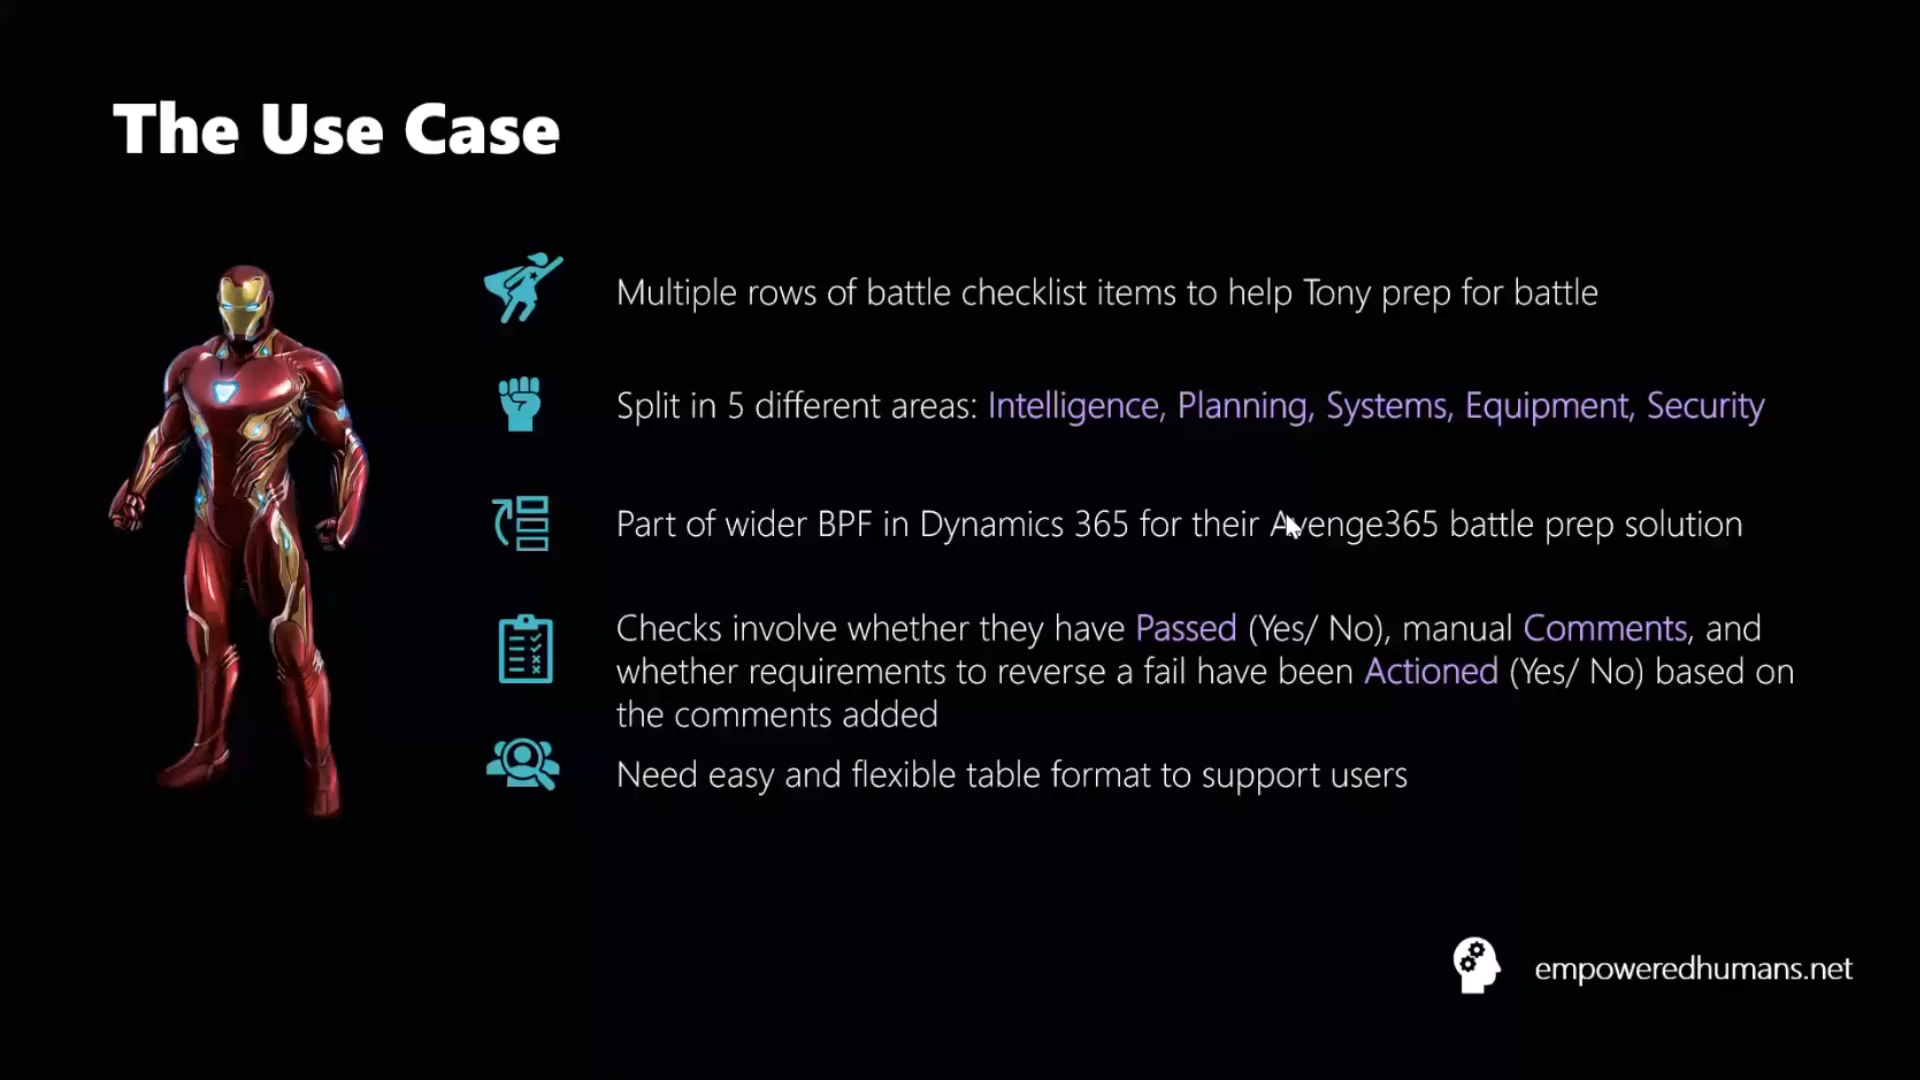 The Use Case
Multiple rows of battle checklist items to help Tony prep for battle
Split in 5 different areas: Intelligence, Planning, Systems, Equipment, Security
Part of wider BPF in Dynamics 365 for their Avenge365 battle prep solution
Checks involve whether they have Passed (Yes/ No), manual Comments, and
whether requirements to reverse a fail have been Actioned (Yes/ No) based on
the comments added
Need easy and flexible table format to support users
empoweredhumans.net